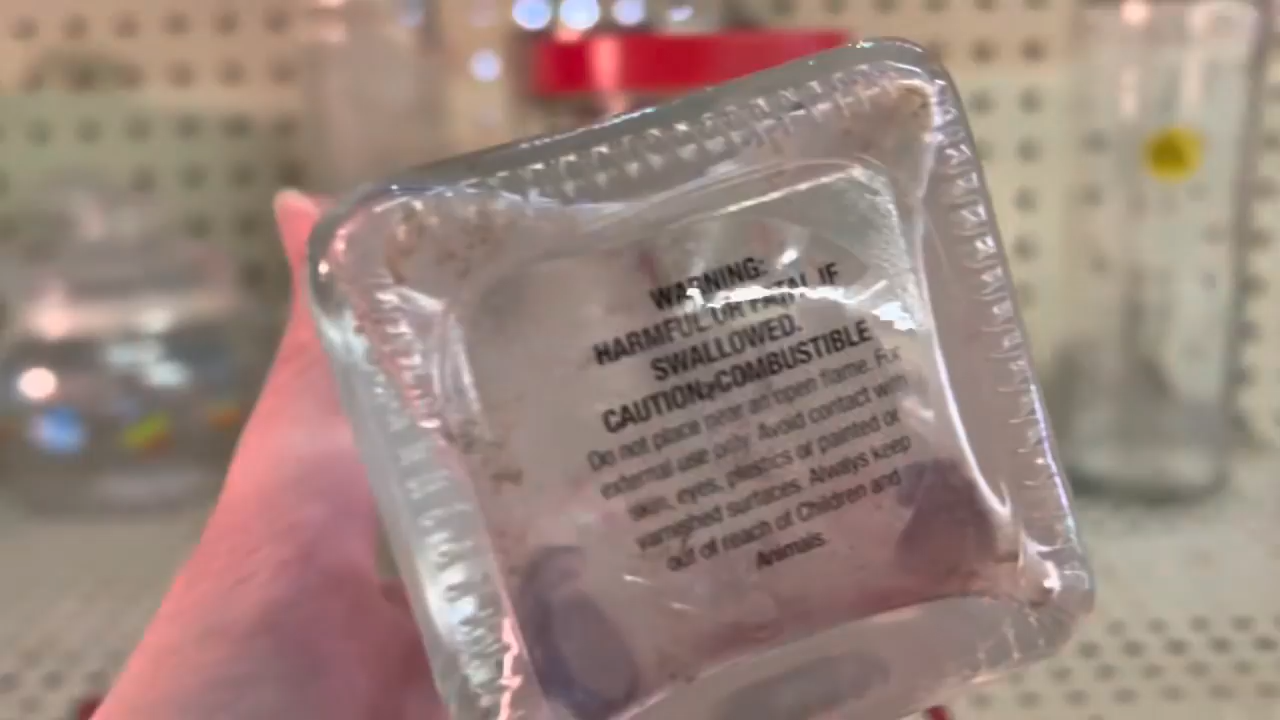 WARNING:
HARMFUL OR FATAL IF
SWALLOWED.
CAUTION: COMBUSTIBLE
Do not place near an open flame. For
external use only. Avoid contact with
skin, eyes, plastics or painted or
varnished surfaces. Always keep
out of reach of Children and
Animals.